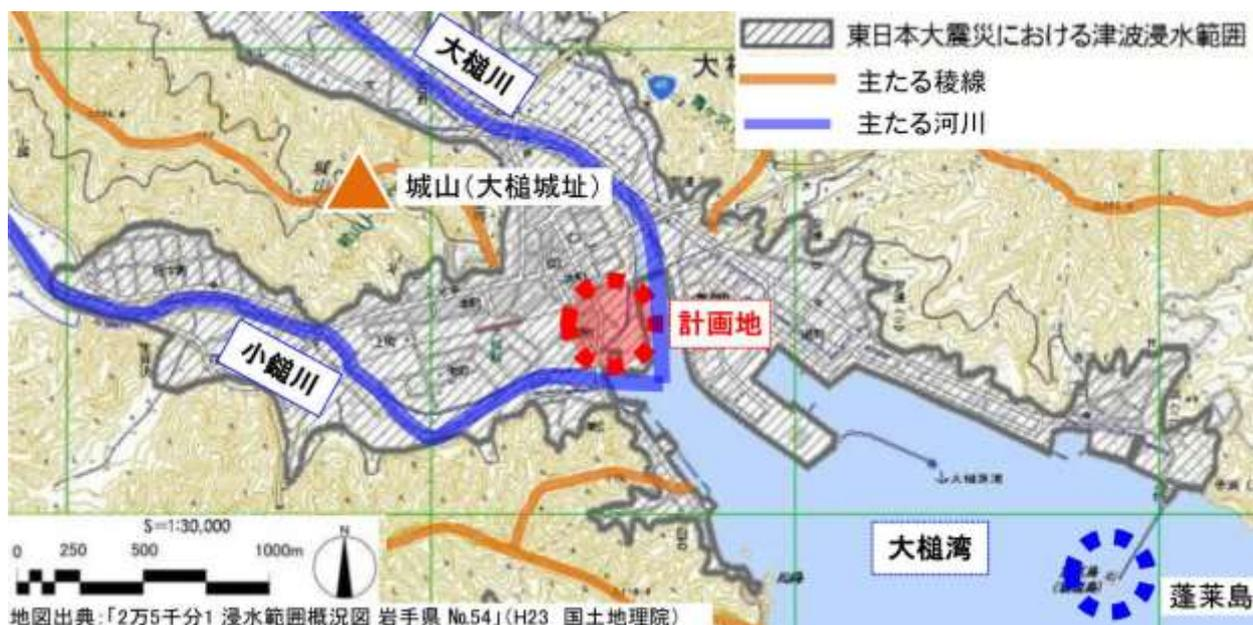 東日本大震災における津波浸水範囲
主たる稜線
主たる河川
大槌川
城山(大槌城址)
計画地
小鎚川
大槌湾
蓬莱島
S=1:30,000
0 250 500 1000m
N
地図出典:「2万5千分1 浸水範囲概況図 岩手県 №54」(H23 国土地理院)